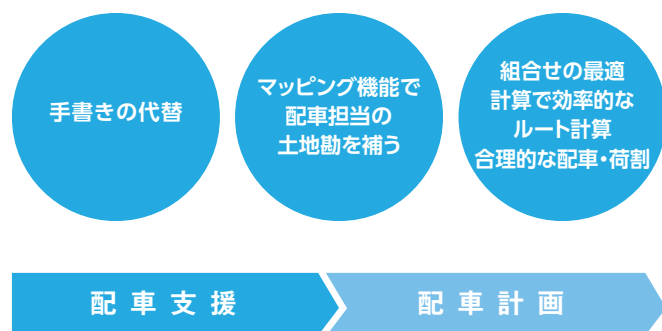 手書きの代替
マッピング機能で
配車担当の
土地勘を補う
組合せの最適
計算で効率的な
ルート計算
合理的な配車・荷割
配車支援
配車計画